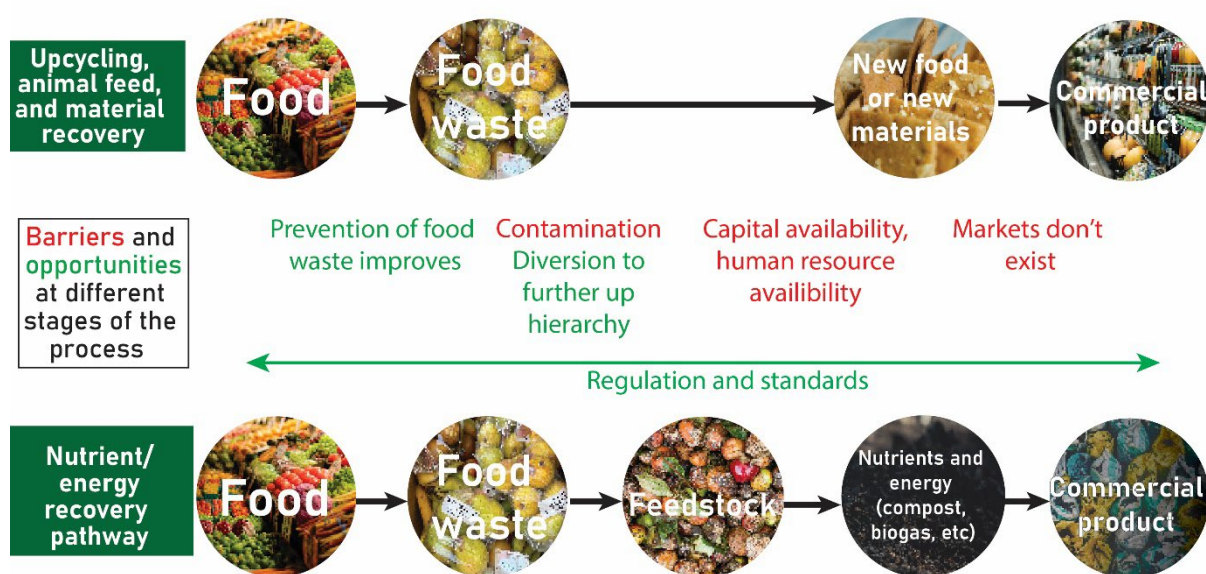 Upcycling,
animal feed,
and material
recovery
Food
Food
waste
New food
or new
materials
Commercial
product
Barriers and
opportunities
at different
stages of the
process
Prevention of food
waste improves
Contamination
Diversion to
further up
hierarchy
Capital availability,
human resource
availibility
Markets don't
exist
Regulation and standards
Nutrient/
energy
recovery
pathway
Food
Food
waste
Feedstock
Nutrients and
energy
(compost,
biogas, etc)
Commercial
product